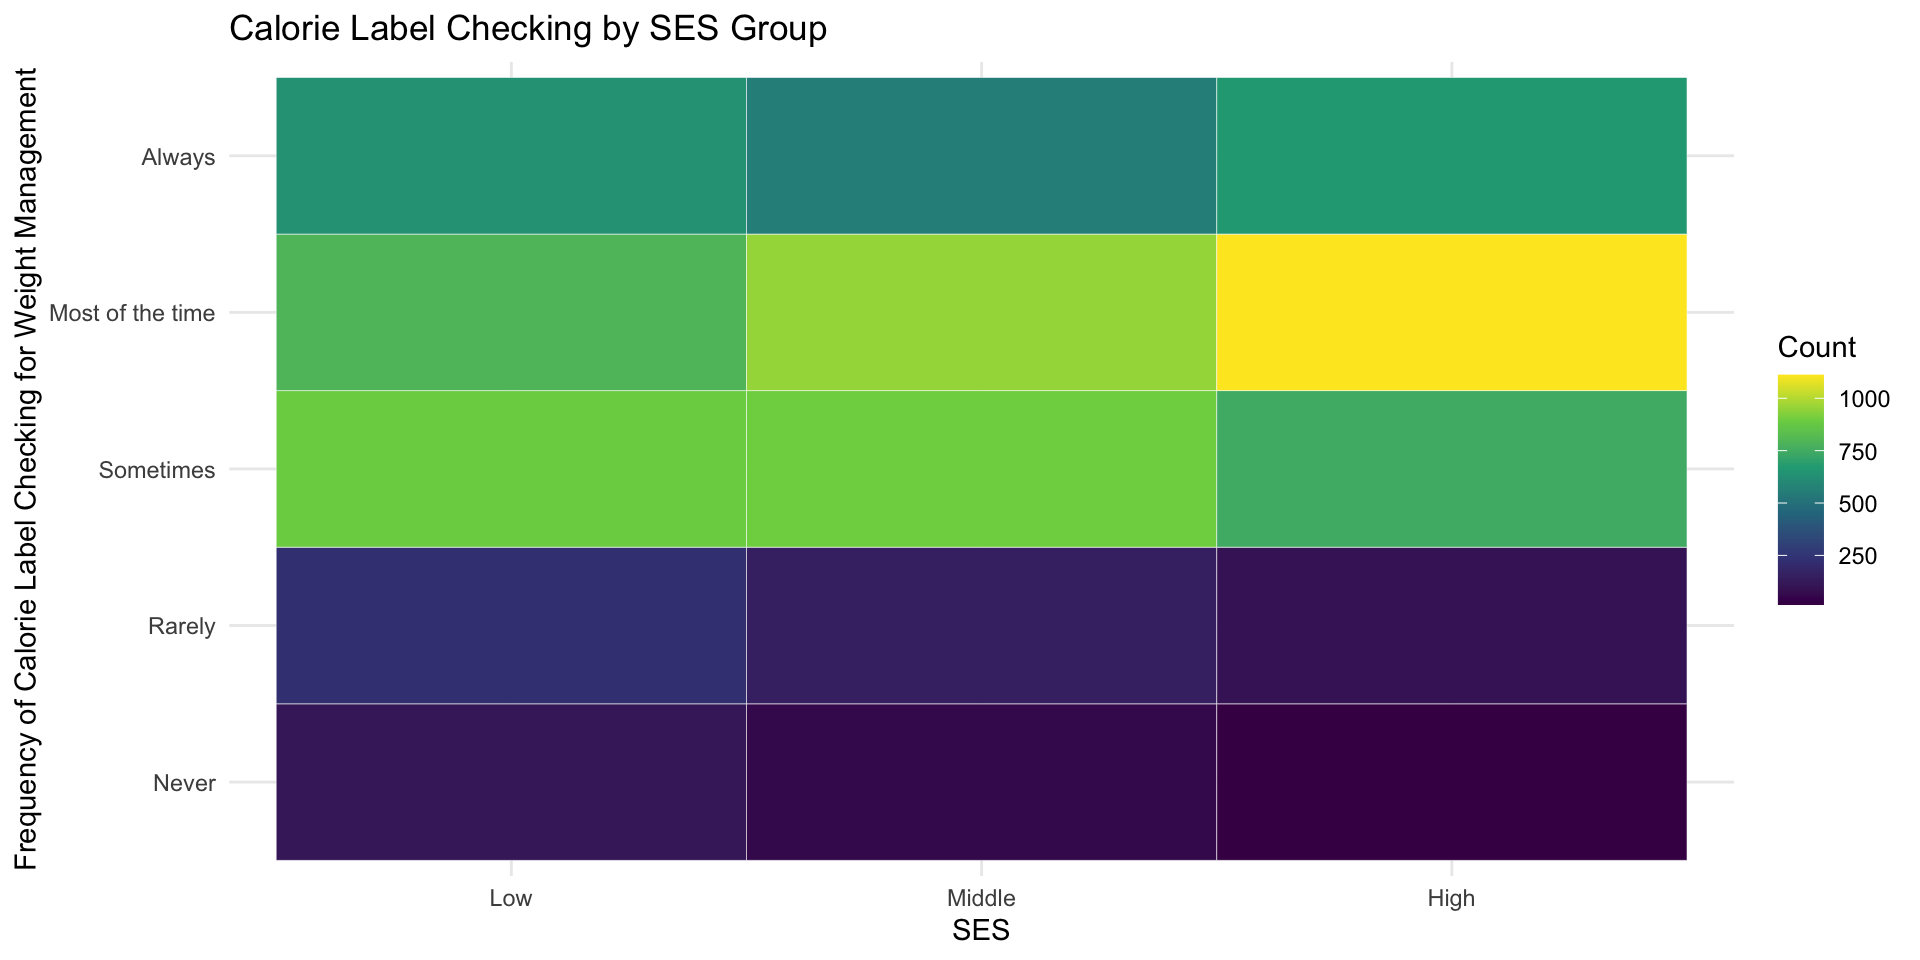 Calorie Label Checking by SES Group
Frequency of Calorie Label Checking for Weight Management
Always
Most of the time
Sometimes
Rarely
Never
Low
Middle
High
SES
Count
1000
750
500
250